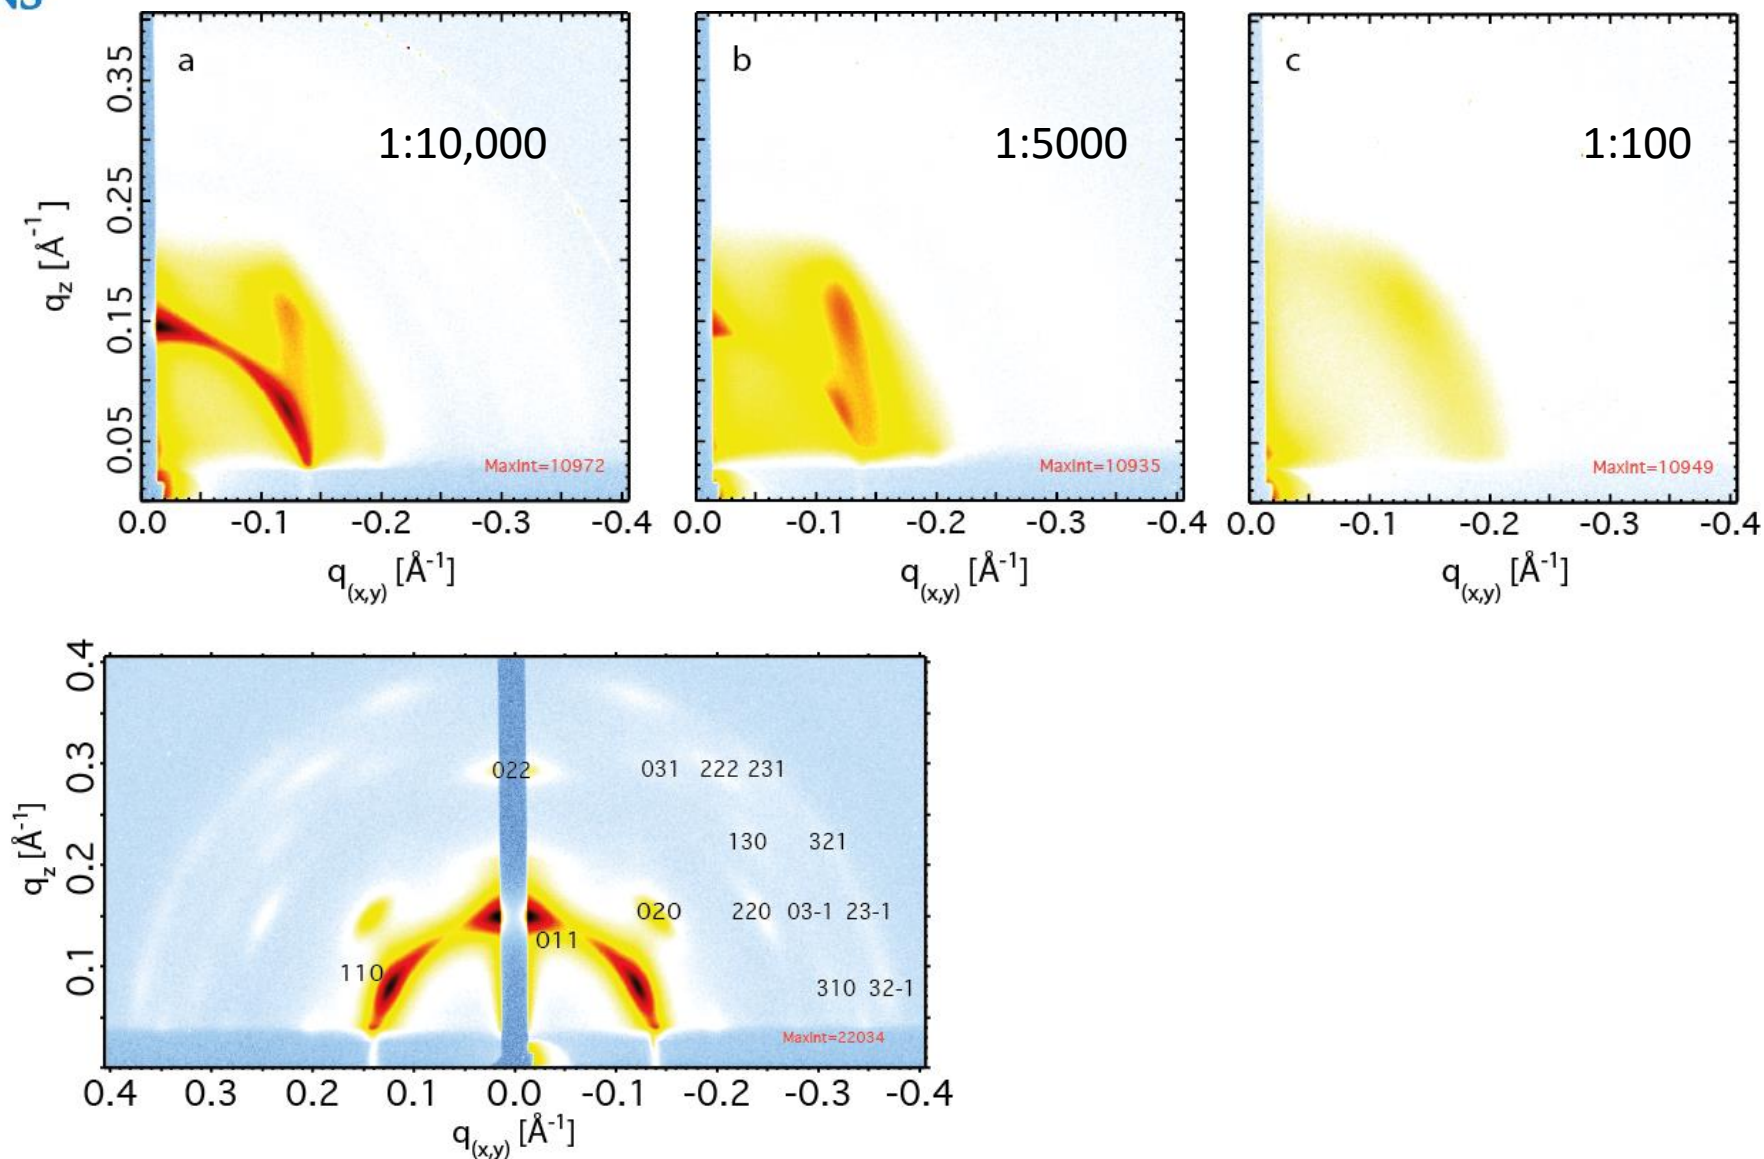 NS
a
1:10,000
0.35
0.25
0.15
0.05
q_z [Å⁻¹]
MaxInt=10972
0.0 -0.1 -0.2 -0.3 -0.4
q_(x,y) [Å⁻¹]
b
1:5000
MaxInt=10935
0.0 -0.1 -0.2 -0.3 -0.4
q_(x,y) [Å⁻¹]
c
1:100
MaxInt=10949
0.0 -0.1 -0.2 -0.3 -0.4
q_(x,y) [Å⁻¹]
0.4
0.3
0.2
0.1
q_z [Å⁻¹]
022 031 222 231
130 321
020 220 03-1 23-1
011
110
310 32-1
MaxInt=22034
0.4 0.3 0.2 0.1 0.0 -0.1 -0.2 -0.3 -0.4
q_(x,y) [Å⁻¹]